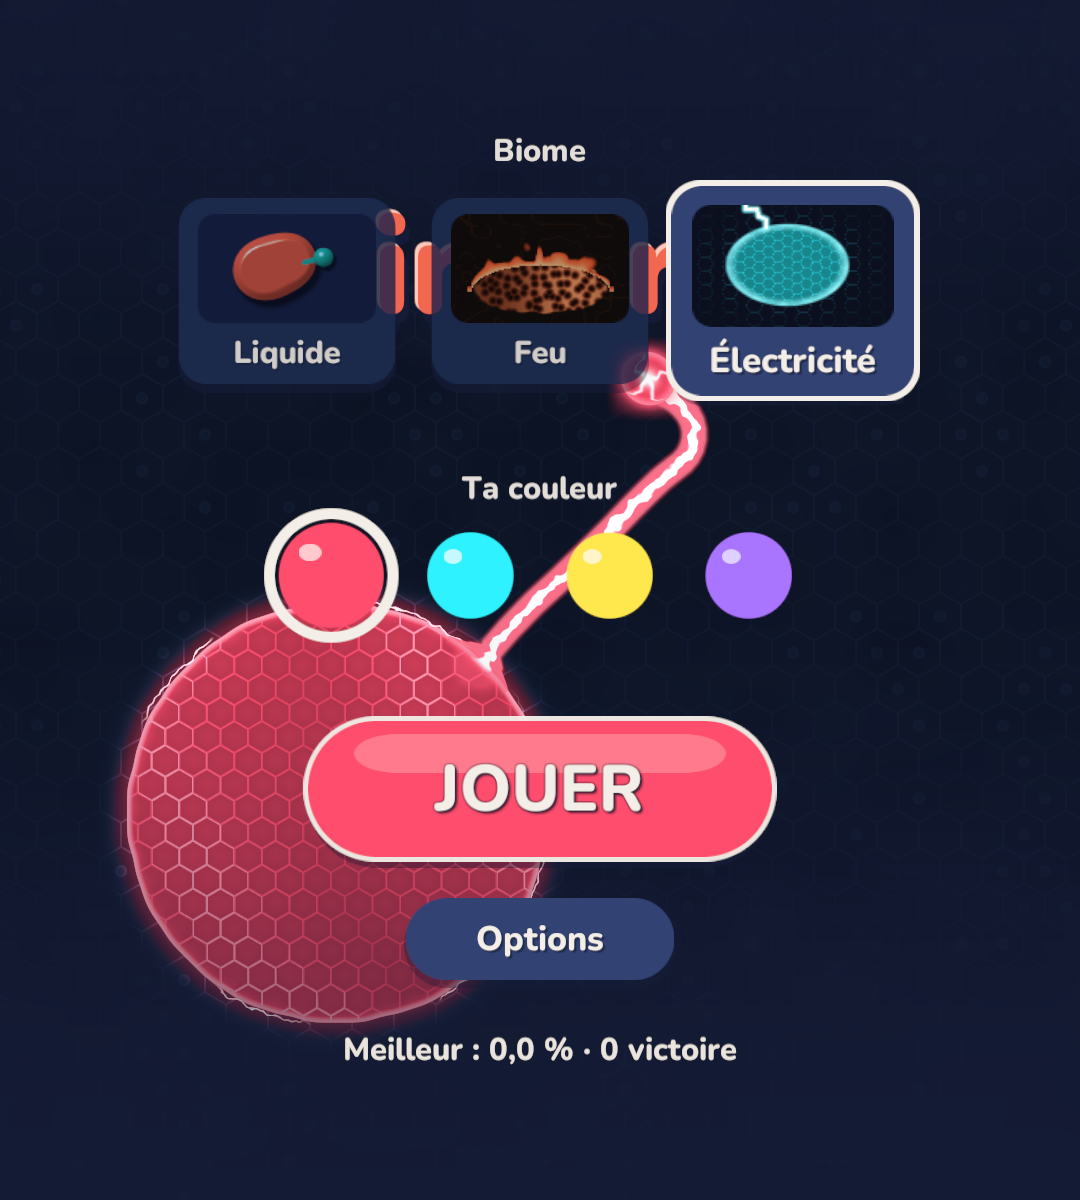 Biome
Liquide
Feu
Électricité
Ta couleur
JOUER
Options
Meilleur : 0,0 % · 0 victoire